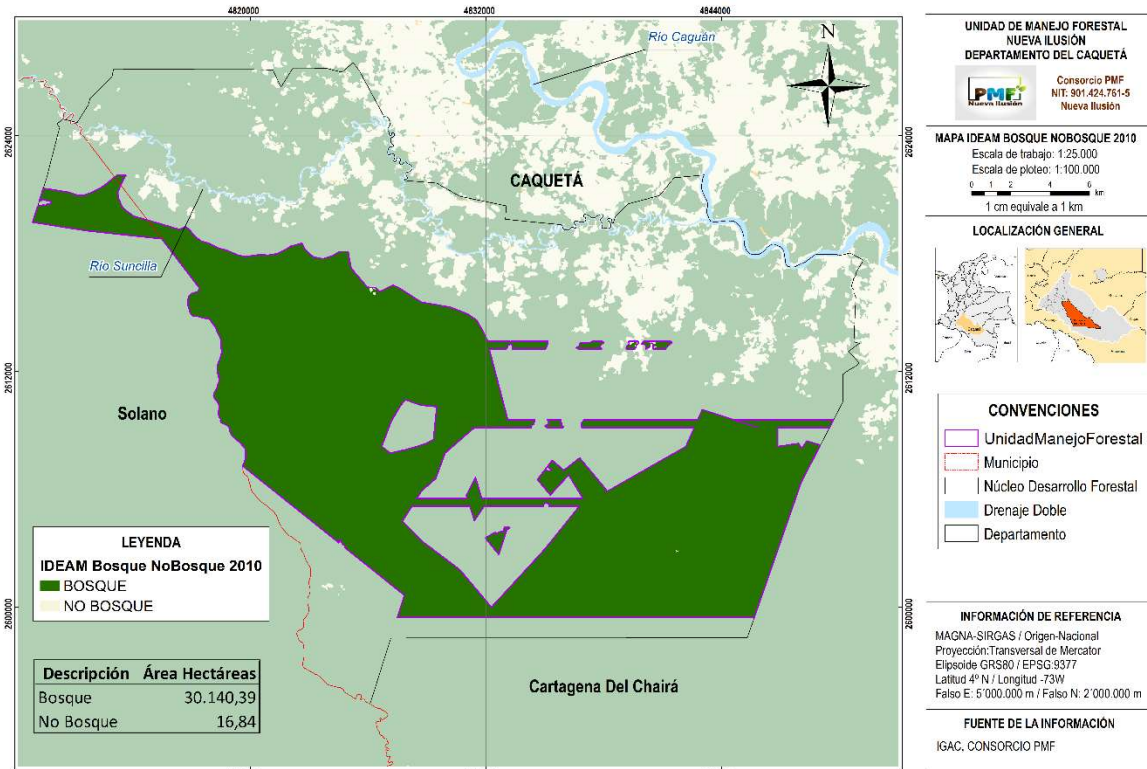 4820000
4832000
4844000
2624000
2612000
2600000
2624000
2612000
2600000
Río Caguán
N
CAQUETÁ
Río Suncilla
Solano
Cartagena Del Chairá
LEYENDA
IDEAM Bosque NoBosque 2010
BOSQUE
NO BOSQUE
Descripción Área Hectáreas
Bosque 30.140,39
No Bosque 16,84
UNIDAD DE MANEJO FORESTAL
NUEVA ILUSIÓN
DEPARTAMENTO DEL CAQUETÁ
PMF
Nueva Ilusión
Consorcio PMF
NIT: 901.424.761-5
Nueva Ilusión
MAPA IDEAM BOSQUE NOBOSQUE 2010
Escala de trabajo: 1:25.000
Escala de ploteo: 1:100.000
0 1 2 4 6
km
1 cm equivale a 1 km
LOCALIZACIÓN GENERAL
CONVENCIONES
UnidadManejoForestal
Municipio
Núcleo Desarrollo Forestal
Drenaje Doble
Departamento
INFORMACIÓN DE REFERENCIA
MAGNA-SIRGAS / Origen-Nacional
Proyección:Transversal de Mercator
Elipsoide GRS80 / EPSG:9377
Latitud 4º N / Longitud -73W
Falso E: 5´000.000 m / Falso N: 2´000.000 m
FUENTE DE LA INFORMACIÓN
IGAC, CONSORCIO PMF